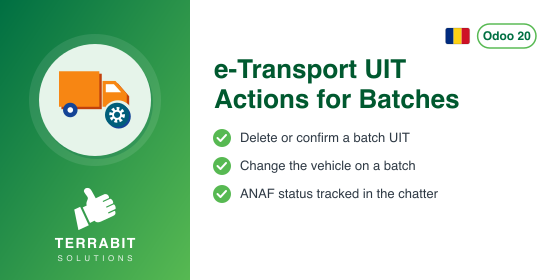 Odoo 20
e-Transport UIT
Actions for Batches
Delete or confirm a batch UIT
Change the vehicle on a batch
ANAF status tracked in the chatter
TERRABIT
SOLUTIONS